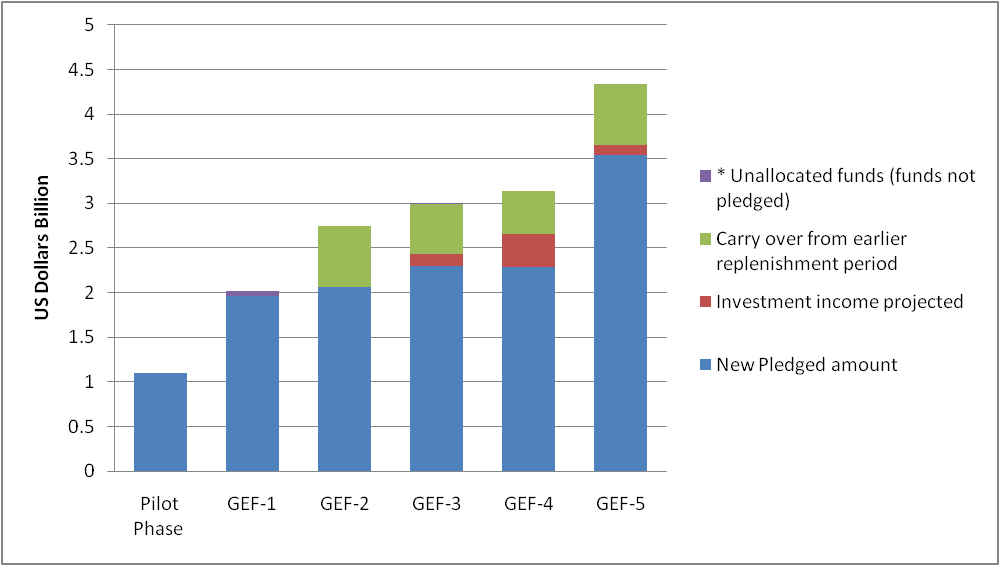 5
4.5
4
3.5
3
2.5
2
1.5
1
0.5
0
US Dollars Billion
Pilot
Phase
GEF-1
GEF-2
GEF-3
GEF-4
GEF-5
* Unallocated funds (funds not
pledged)
Carry over from earlier
replenishment period
Investment income projected
New Pledged amount